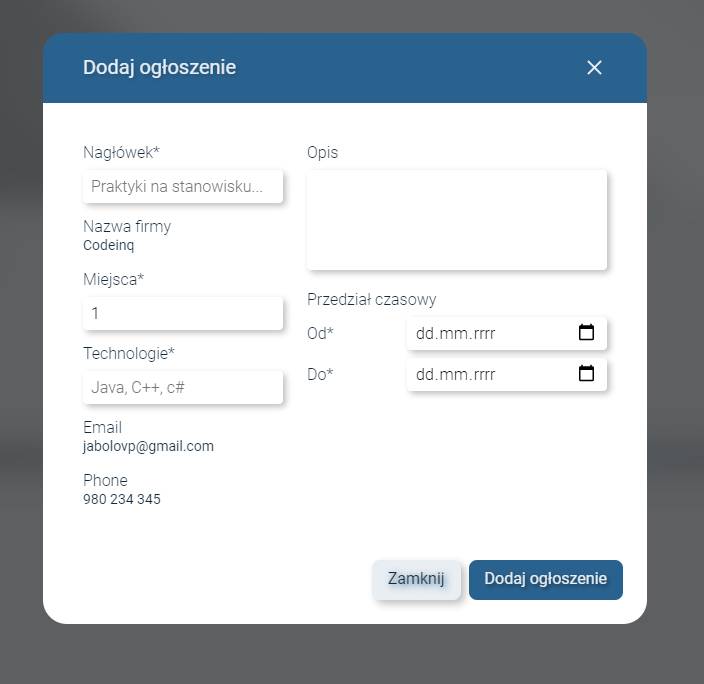 Dodaj ogłoszenie
Nagłówek*
Praktyki na stanowisku...
Nazwa firmy
Codeinq
Miejsca*
1
Technologie*
Java, C++, c#
Email
jabolovp@gmail.com
Phone
980 234 345
Opis
Przedział czasowy
Od*
dd.mm.rrrr
Do*
dd.mm.rrrr
Zamknij
Dodaj ogłoszenie